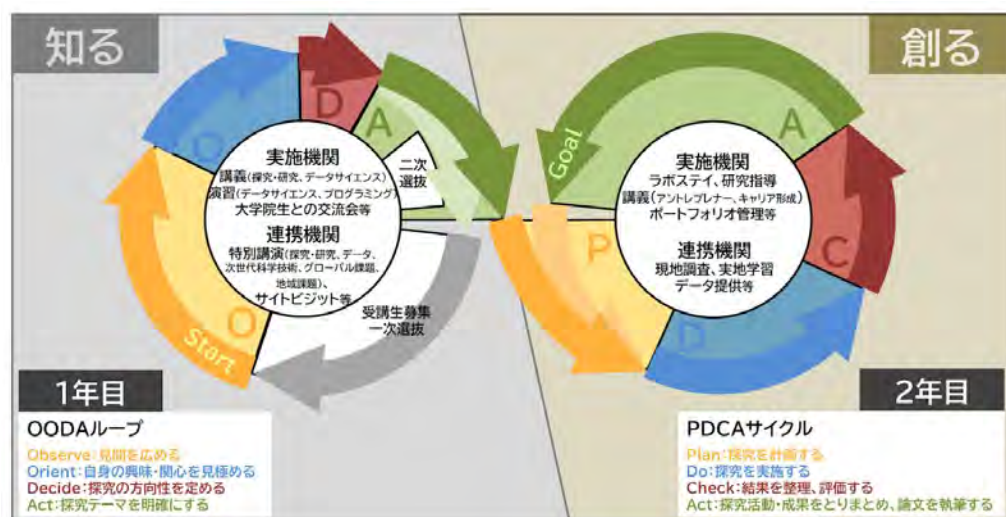 知る
創る
O
O
D
A
Start
二次
選抜
実施機関
講義(探究・研究、データサイエンス)
演習(データサイエンス、プログラミング)
大学院生との交流会等
連携機関
特別講演(探究・研究、データ、
次世代科学技術、グローバル課題、
地域課題)、
サイトビジット等
受講生募集
一次選抜
Goal
P
D
C
A
実施機関
ラボステイ、研究指導
講義(アントレプレナー、キャリア形成)
ポートフォリオ管理等
連携機関
現地調査、実地学習
データ提供等
1年目
OODAループ
Observe:見聞を広める
Orient:自身の興味・関心を見極める
Decide:探究の方向性を定める
Act:探究テーマを明確にする
2年目
PDCAサイクル
Plan:探究を計画する
Do:探究を実施する
Check:結果を整理、評価する
Act:探究活動・成果をとりまとめ、論文を執筆する